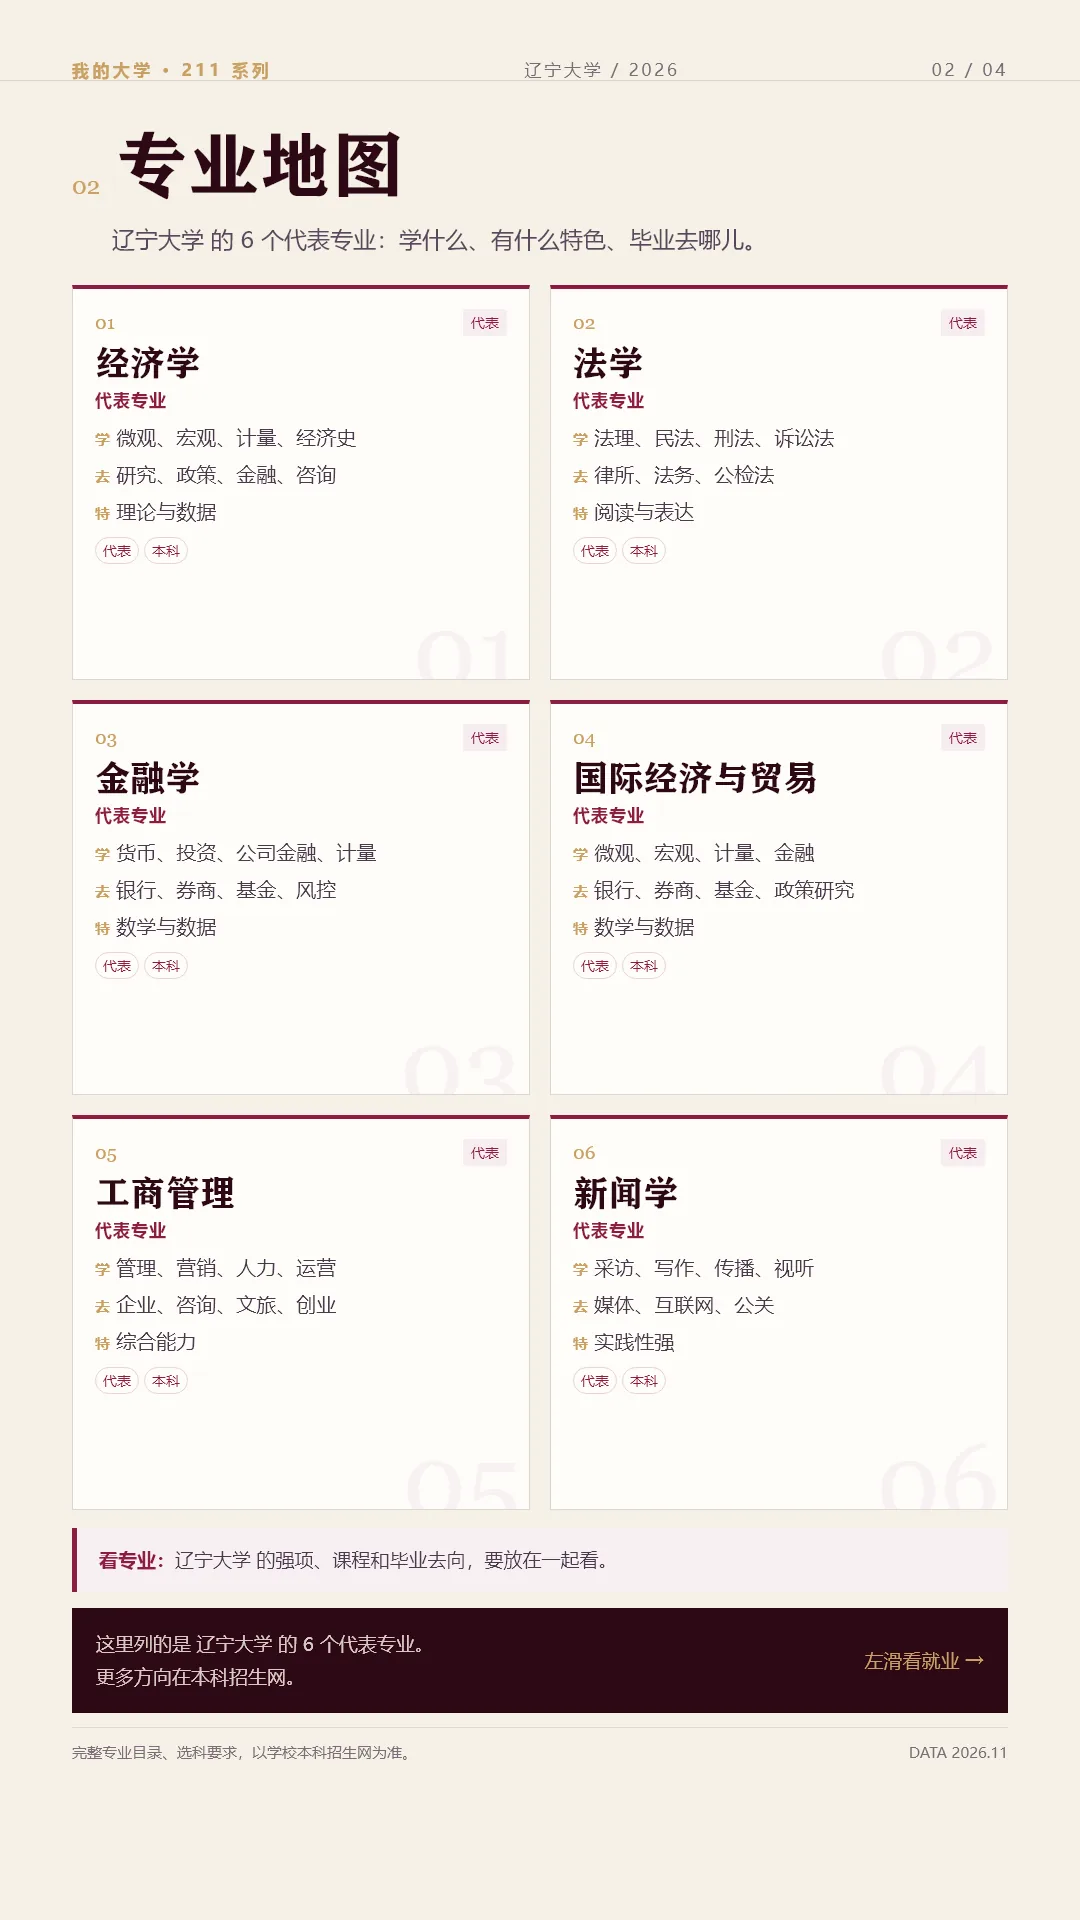 我的大学 • 211 系列
辽宁大学 / 2026
02 / 04
02 专业地图
辽宁大学 的 6 个代表专业：学什么、有什么特色、毕业去哪儿。
01
代表
经济学
代表专业
学 微观、宏观、计量、经济史
去 研究、政策、金融、咨询
特 理论与数据
代表 本科
01
02
代表
法学
代表专业
学 法理、民法、刑法、诉讼法
去 律所、法务、公检法
特 阅读与表达
代表 本科
02
03
代表
金融学
代表专业
学 货币、投资、公司金融、计量
去 银行、券商、基金、风控
特 数学与数据
代表 本科
03
04
代表
国际经济与贸易
代表专业
学 微观、宏观、计量、金融
去 银行、券商、基金、政策研究
特 数学与数据
代表 本科
04
05
代表
工商管理
代表专业
学 管理、营销、人力、运营
去 企业、咨询、文旅、创业
特 综合能力
代表 本科
05
06
代表
新闻学
代表专业
学 采访、写作、传播、视听
去 媒体、互联网、公关
特 实践性强
代表 本科
06
看专业：辽宁大学 的强项、课程和毕业去向，要放在一起看。
这里列的是 辽宁大学 的 6 个代表专业。
更多方向在本科招生网。
左滑看就业 →
完整专业目录、选科要求，以学校本科招生网为准。
DATA 2026.11